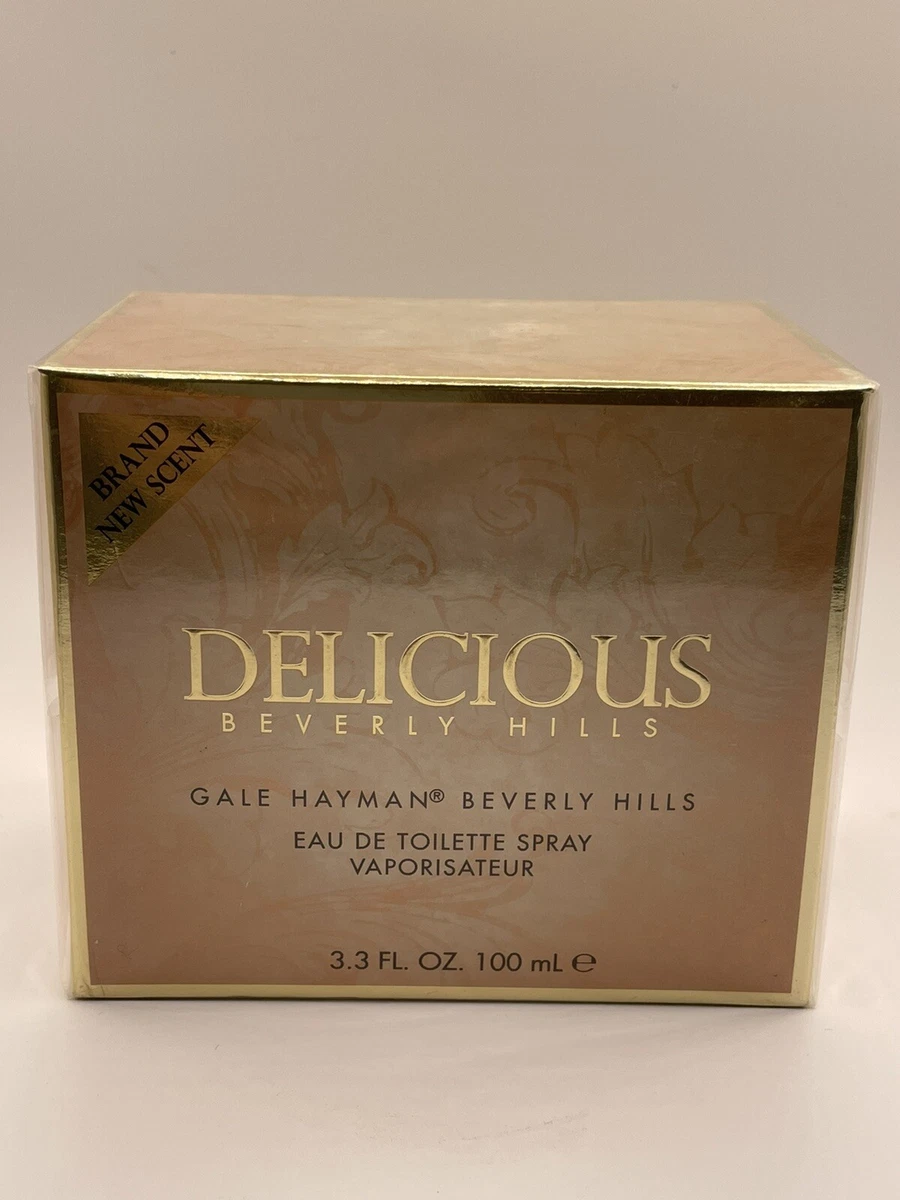 BRAND
NEW SCENT
DELICIOUS
BEVERLY HILLS
GALE HAYMAN® BEVERLY HILLS
EAU DE TOILETTE SPRAY
VAPORISATEUR
3.3 FL. OZ. 100 mL ℮